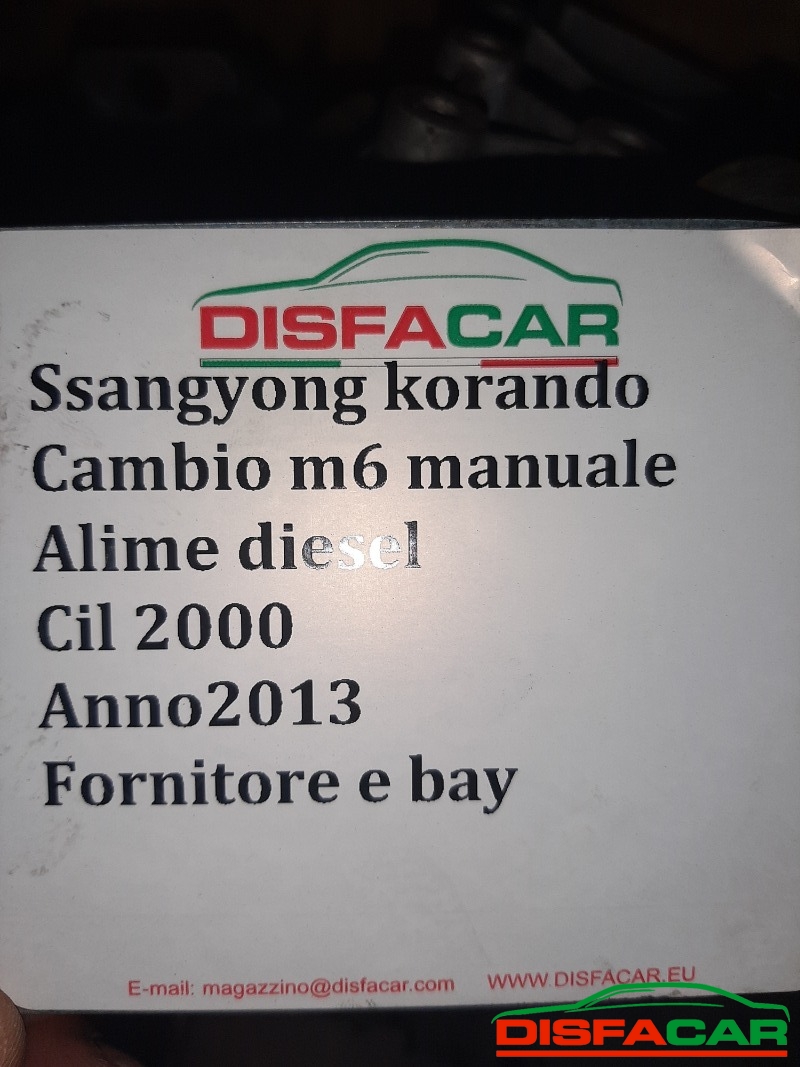 DISFACAR
Ssangyong korando
Cambio m6 manuale
Alime diesel
Cil 2000
Anno2013
Fornitore e bay
E-mail: magazzino@disfacar.com WWW.DISFACAR.EU
DISFACAR